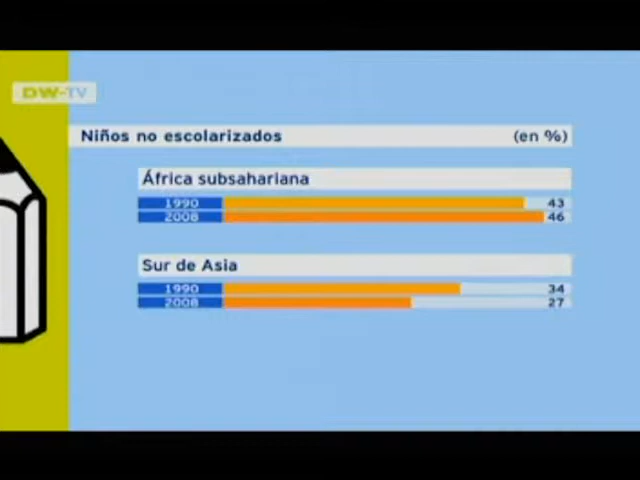 DW-TV
Niños no escolarizados (en %)
África subsahariana
1990 43
2008 46
Sur de Asia
1990 34
2008 27